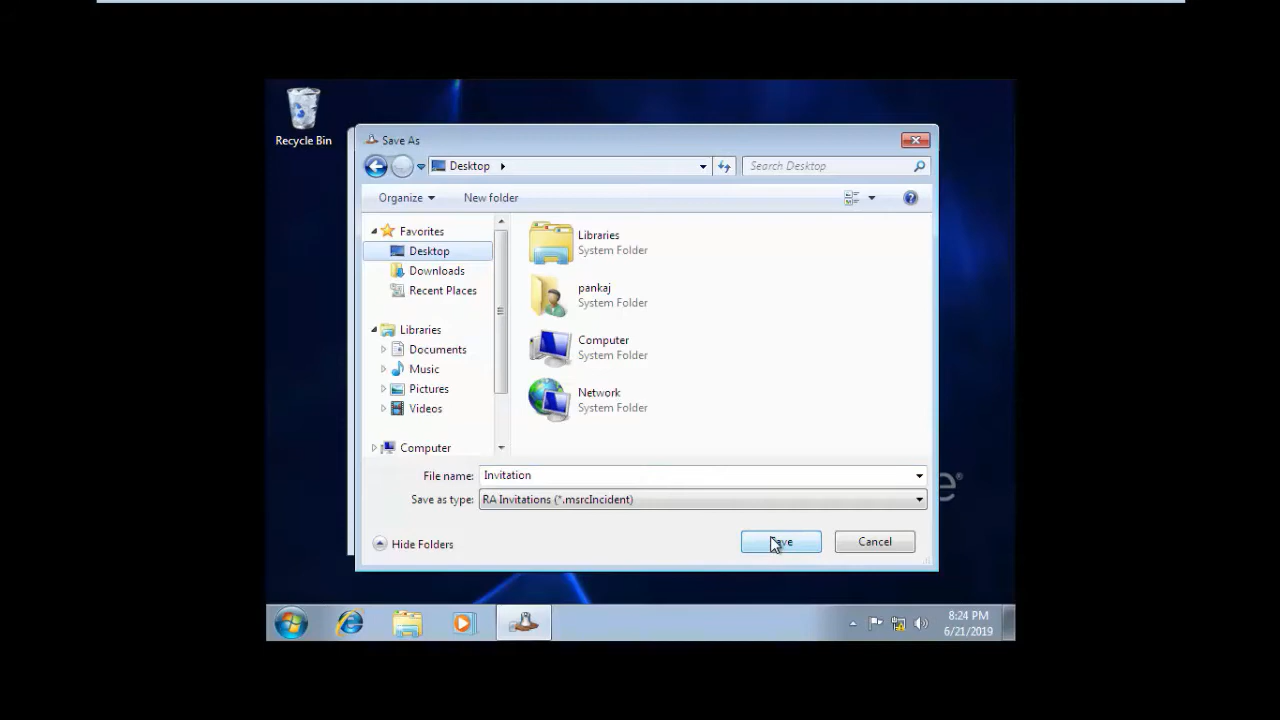 Recycle Bin
Save As
Desktop
Search Desktop
Organize
New folder
Favorites
Desktop
Downloads
Recent Places
Libraries
Documents
Music
Pictures
Videos
Computer
Libraries
System Folder
pankaj
System Folder
Computer
System Folder
Network
System Folder
File name: Invitation
Save as type: RA Invitations (*.msrcIncident)
Hide Folders
Cancel
8:24 PM
6/21/2019